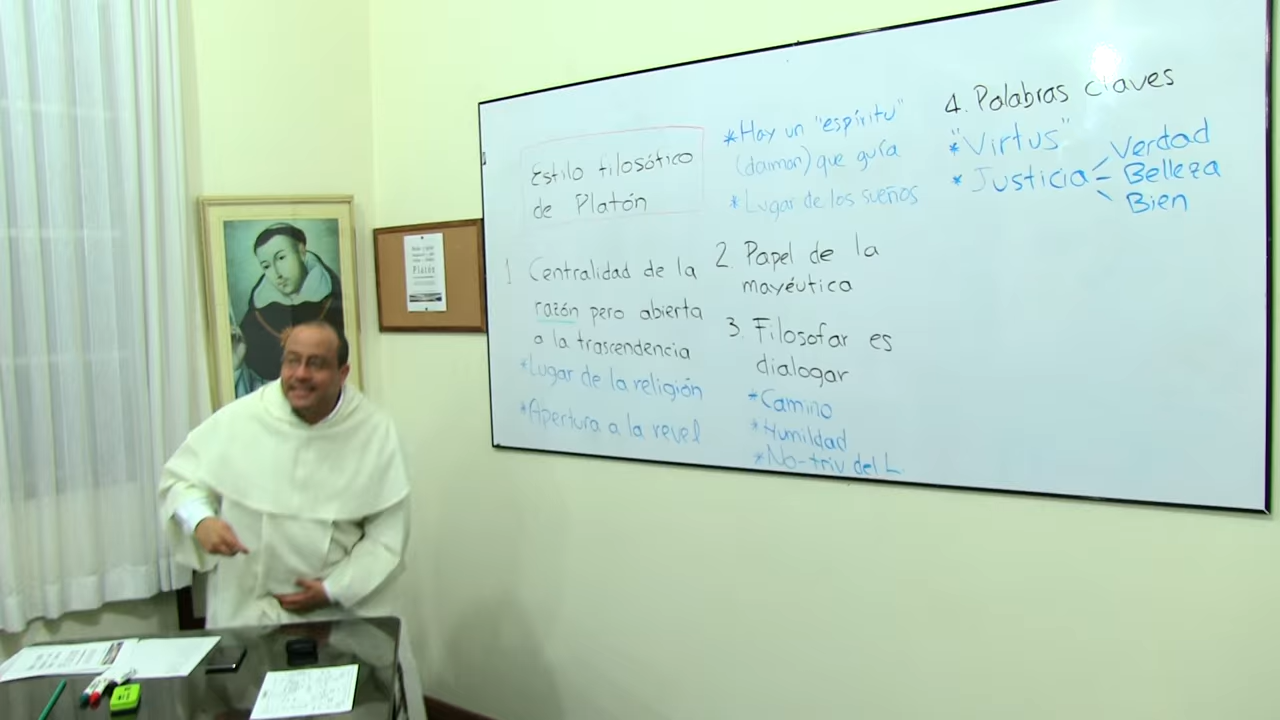 Estilo filosófico
de Platón
1 Centralidad de la
razón pero abierta
a la trascendencia
*Lugar de la religión
*Apertura a la revel
*Hay un "espíritu"
(daimon) que guía
*Lugar de los sueños
2. Papel de la
mayéutica
3. Filosofar es
dialogar
*Camino
*Humildad
*No-triv del L
4. Palabras claves
*"Virtus"
*Justicia
Verdad
Belleza
Bien
Platón